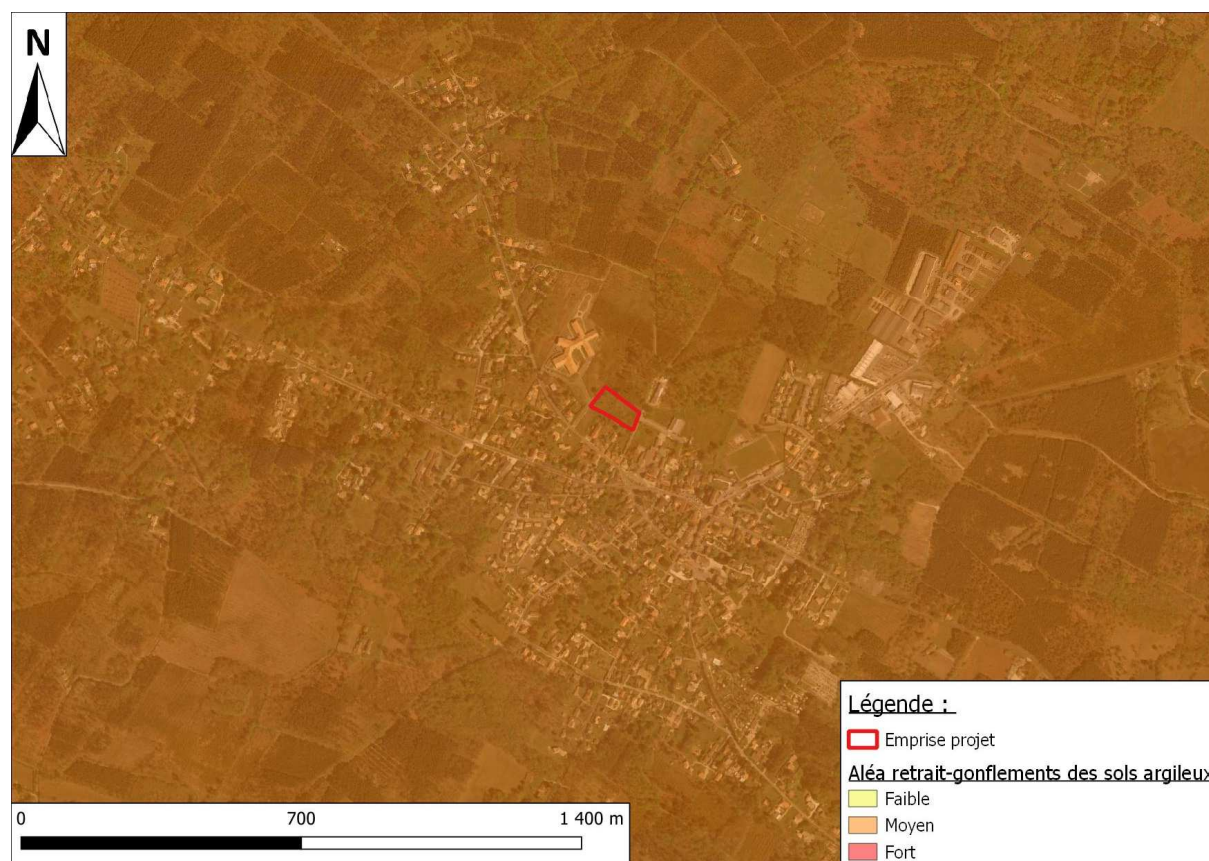 N
Légende :
Emprise projet
Aléa retrait-gonflements des sols argileux
Faible
Moyen
Fort
0 700 1 400 m